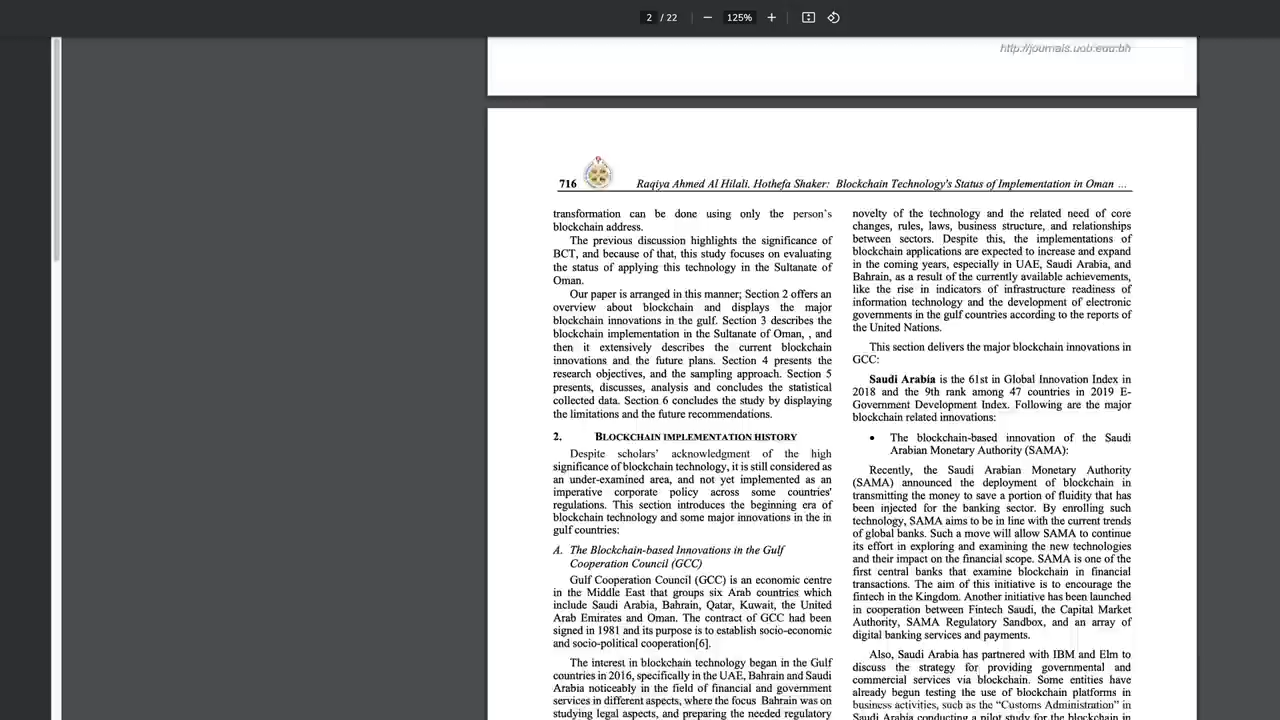 2 / 22
125%
http://journals.uob.edu.bh
716
Raqiya Ahmed Al Hilali, Hothefa Shaker: Blockchain Technology's Status of Implementation in Oman ...
transformation can be done using only the person's
blockchain address.
The previous discussion highlights the significance of
BCT, and because of that, this study focuses on evaluating
the status of applying this technology in the Sultanate of
Oman.
Our paper is arranged in this manner; Section 2 offers an
overview about blockchain and displays the major
blockchain innovations in the gulf. Section 3 describes the
blockchain implementation in the Sultanate of Oman, , and
then it extensively describes the current blockchain
innovations and the future plans. Section 4 presents the
research objectives, and the sampling approach. Section 5
presents, discusses, analysis and concludes the statistical
collected data. Section 6 concludes the study by displaying
the limitations and the future recommendations.
2. BLOCKCHAIN IMPLEMENTATION HISTORY
Despite scholars' acknowledgment of the high
significance of blockchain technology, it is still considered as
an under-examined area, and not yet implemented as an
imperative corporate policy across some countries'
regulations. This section introduces the beginning era of
blockchain technology and some major innovations in the in
gulf countries:
A. The Blockchain-based Innovations in the Gulf
Cooperation Council (GCC)
Gulf Cooperation Council (GCC) is an economic centre
in the Middle East that groups six Arab countries which
include Saudi Arabia, Bahrain, Qatar, Kuwait, the United
Arab Emirates and Oman. The contract of GCC had been
signed in 1981 and its purpose is to establish socio-economic
and socio-political cooperation[6].
The interest in blockchain technology began in the Gulf
countries in 2016, specifically in the UAE, Bahrain and Saudi
Arabia noticeably in the field of financial and government
services in different aspects, where the focus Bahrain was on
studying legal aspects, and preparing the needed regulatory
novelty of the technology and the related need of core
changes, rules, laws, business structure, and relationships
between sectors. Despite this, the implementations of
blockchain applications are expected to increase and expand
in the coming years, especially in UAE, Saudi Arabia, and
Bahrain, as a result of the currently available achievements,
like the rise in indicators of infrastructure readiness of
information technology and the development of electronic
governments in the gulf countries according to the reports of
the United Nations.
This section delivers the major blockchain innovations in
GCC:
Saudi Arabia is the 61st in Global Innovation Index in
2018 and the 9th rank among 47 countries in 2019 E-
Government Development Index. Following are the major
blockchain related innovations:
• The blockchain-based innovation of the Saudi
Arabian Monetary Authority (SAMA):
Recently, the Saudi Arabian Monetary Authority
(SAMA) announced the deployment of blockchain in
transmitting the money to save a portion of fluidity that has
been injected for the banking sector. By enrolling such
technology, SAMA aims to be in line with the current trends
of global banks. Such a move will allow SAMA to continue
its effort in exploring and examining the new technologies
and their impact on the financial scope. SAMA is one of the
first central banks that examine blockchain in financial
transactions. The aim of this initiative is to encourage the
fintech in the Kingdom. Another initiative has been launched
in cooperation between Fintech Saudi, the Capital Market
Authority, SAMA Regulatory Sandbox, and an array of
digital banking services and payments.
Also, Saudi Arabia has partnered with IBM and Elm to
discuss the strategy for providing governmental and
commercial services via blockchain. Some entities have
already begun testing the use of blockchain platforms in
business activities, such as the “Customs Administration” in
Saudi Arabia conducting a pilot study for the blockchain in